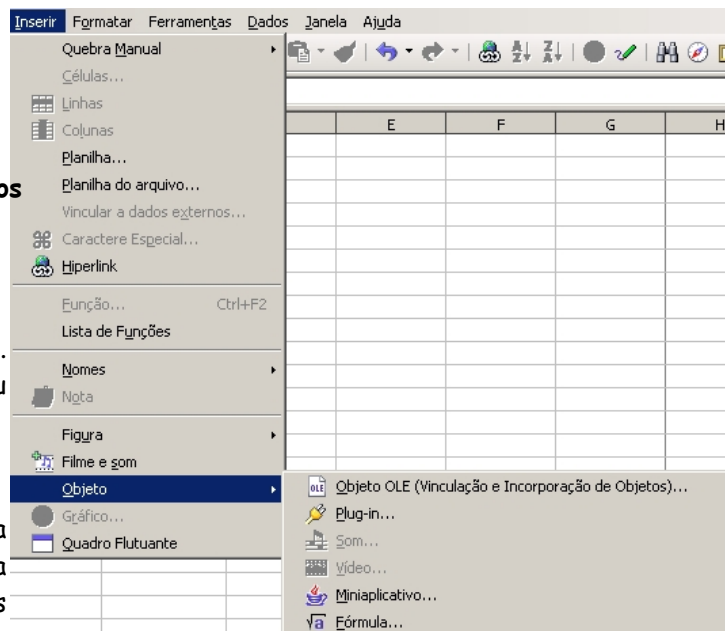 Inserir Formatar Ferramentas Dados Janela Ajuda
Quebra Manual
Células...
Linhas
Colunas
E F G H
Planilha...
os
Planilha do arquivo...
Vincular a dados externos...
Caractere Especial...
Hiperlink
Função... Ctrl+F2
Lista de Funções
.
Nomes
u
Nota
Figura
Filme e som
Objeto
Objeto OLE (Vinculação e Incorporação de Objetos)...
Gráfico...
Plug-in...
a
Quadro Flutuante
Som...
a
Vídeo...
s
Miniaplicativo...
Fórmula...